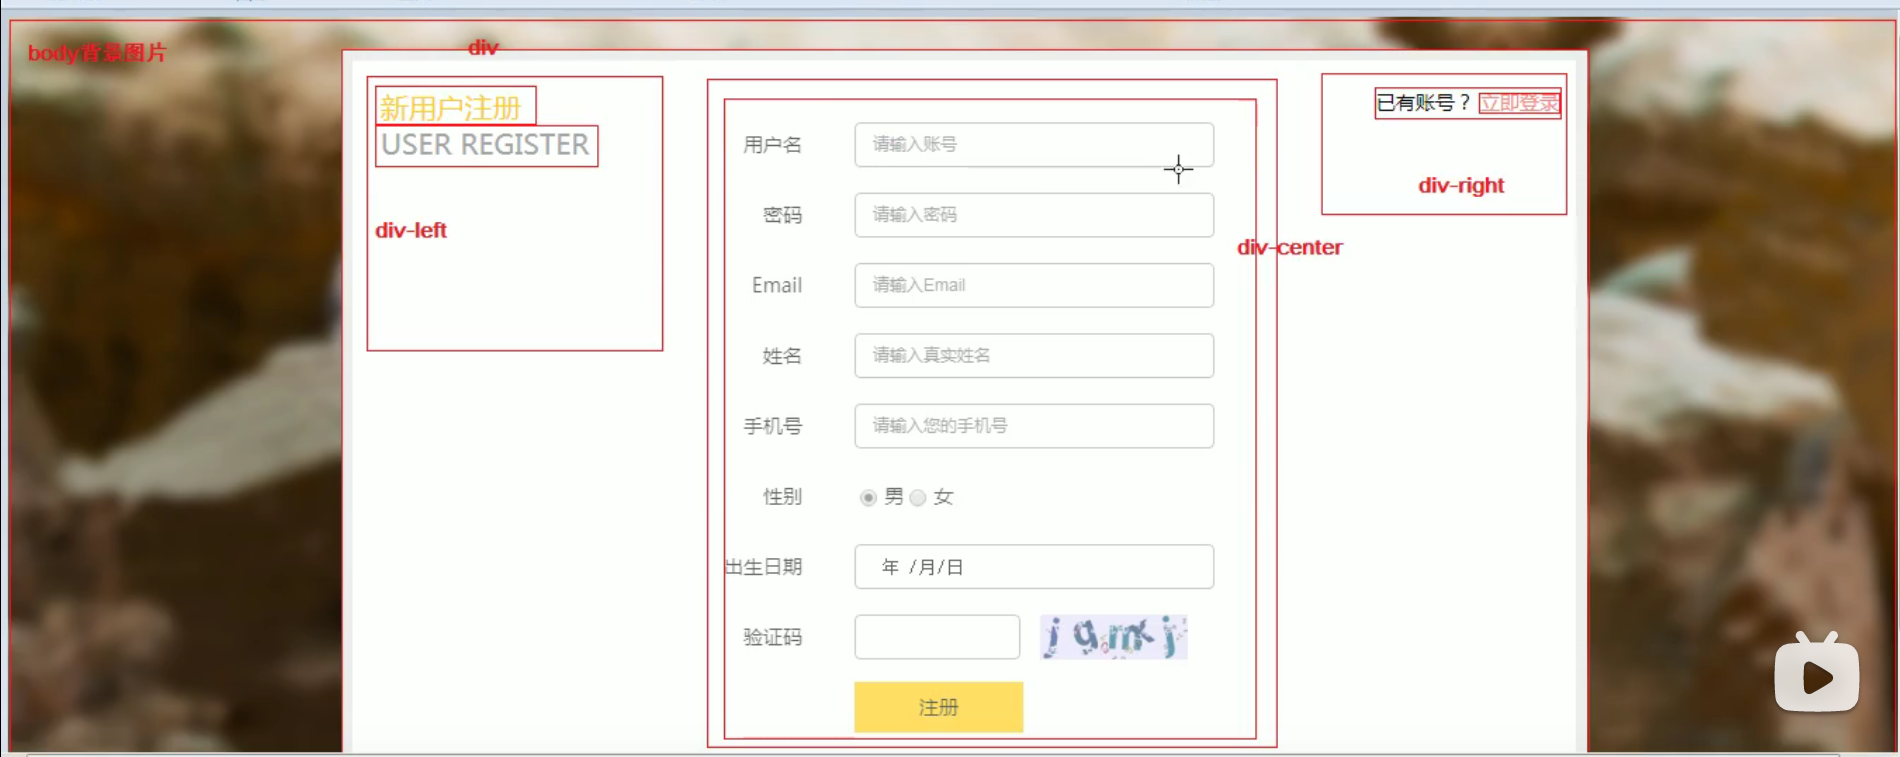 body背景图片
div
新用户注册
USER REGISTER
div-left
已有账号？ 立即登录
div-right
用户名 请输入账号
密码 请输入密码
div-center
Email 请输入Email
姓名 请输入真实姓名
手机号 请输入您的手机号
性别 男 女
出生日期 年 /月/日
验证码
注册